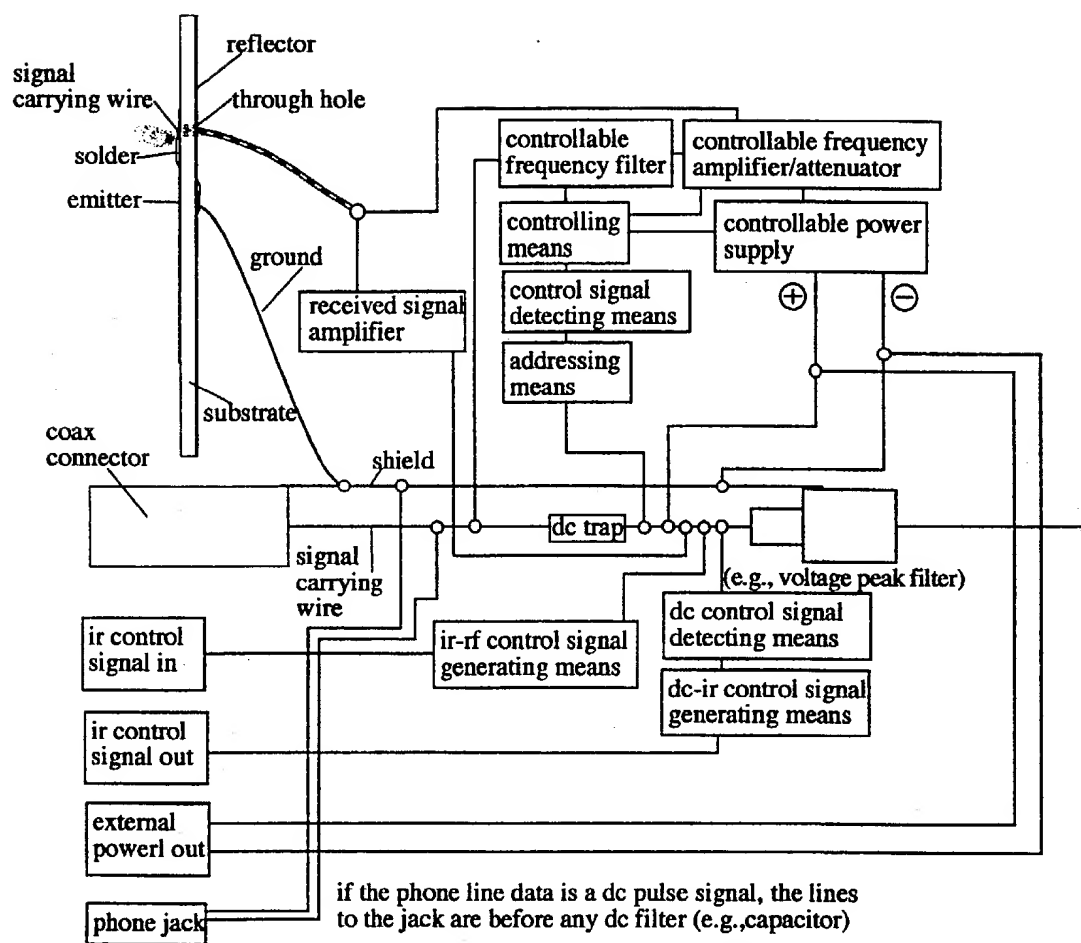 reflector
signal
carrying wire
through hole
solder
emitter
ground
received signal
amplifier
substrate
controllable
frequency filter
controllable frequency
amplifier/attenuator
controlling
means
controllable power
supply
control signal
detecting means
+
−
addressing
means
coax
connector
shield
dc trap
signal
carrying
wire
(e.g., voltage peak filter)
ir control
signal in
ir-rf control signal
generating means
dc control signal
detecting means
dc-ir control signal
generating means
ir control
signal out
external
powerl out
phone jack
if the phone line data is a dc pulse signal, the lines
to the jack are before any dc filter (e.g.,capacitor)